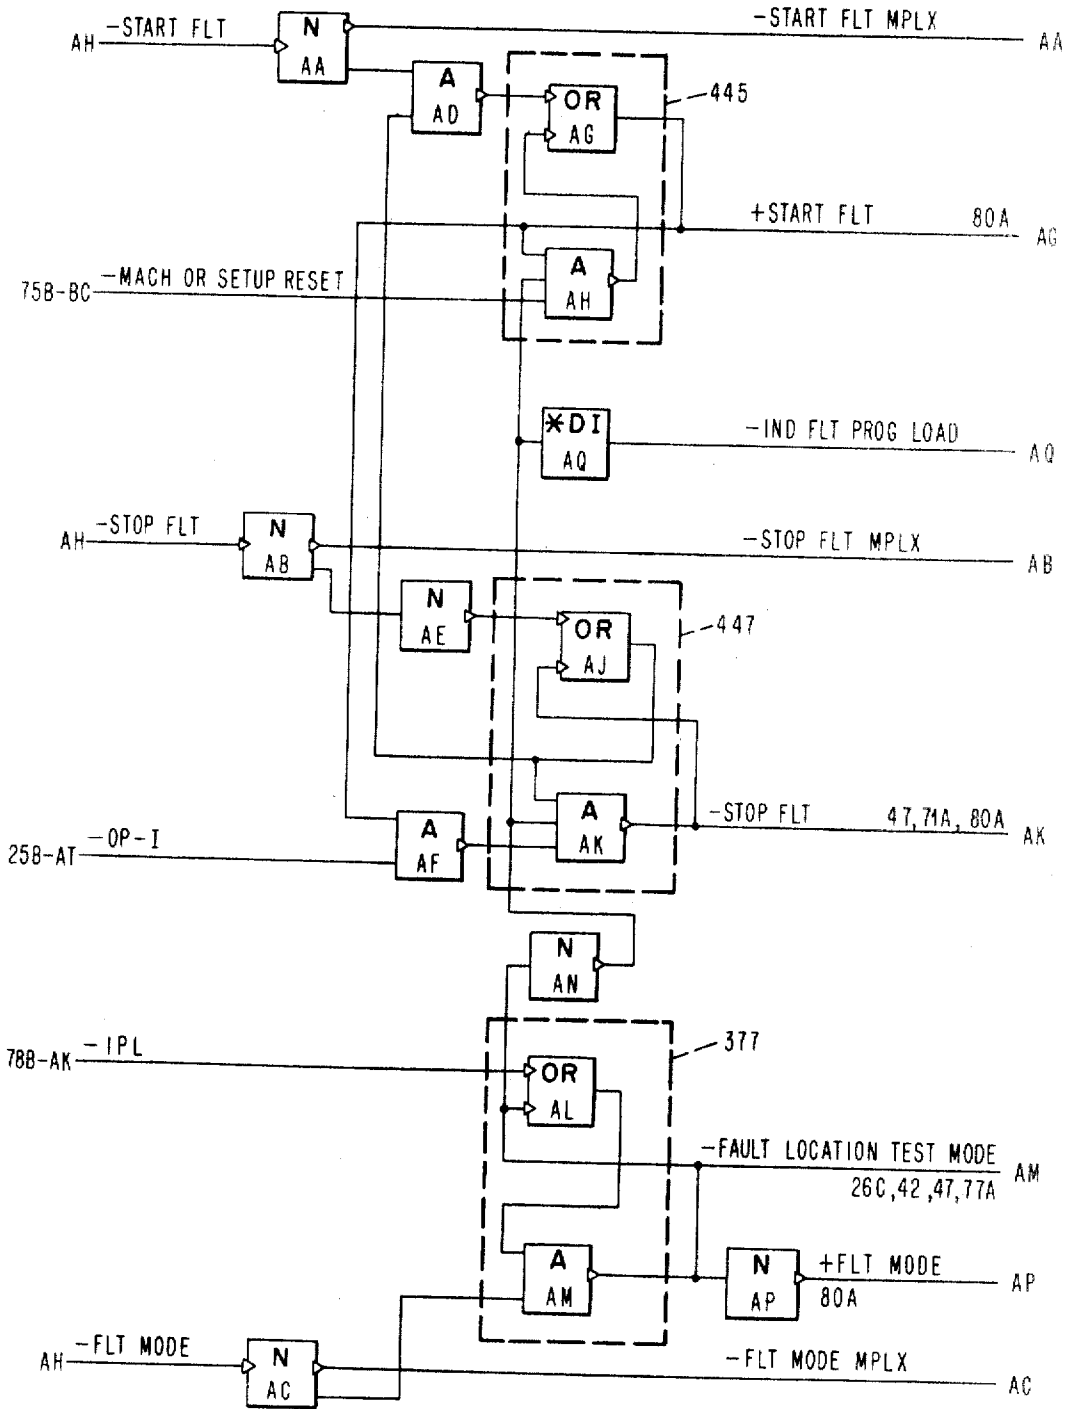 -START FLT
AH
N
AA
-START FLT MPLX
AA
A
AD
OR
AG
445
+START FLT
80A
AG
-MACH OR SETUP RESET
75B-BC
A
AH
*DI
AQ
-IND FLT PROG LOAD
AQ
-STOP FLT
AH
N
AB
-STOP FLT MPLX
AB
N
AE
OR
AJ
447
A
AK
-STOP FLT
47,71A,80A
AK
-OP-I
25B-AT
A
AF
N
AN
-IPL
78B-AK
OR
AL
377
-FAULT LOCATION TEST MODE
26C,42,47,77A
AM
A
AM
N
AP
+FLT MODE
80A
AP
-FLT MODE
AH
N
AC
-FLT MODE MPLX
AC